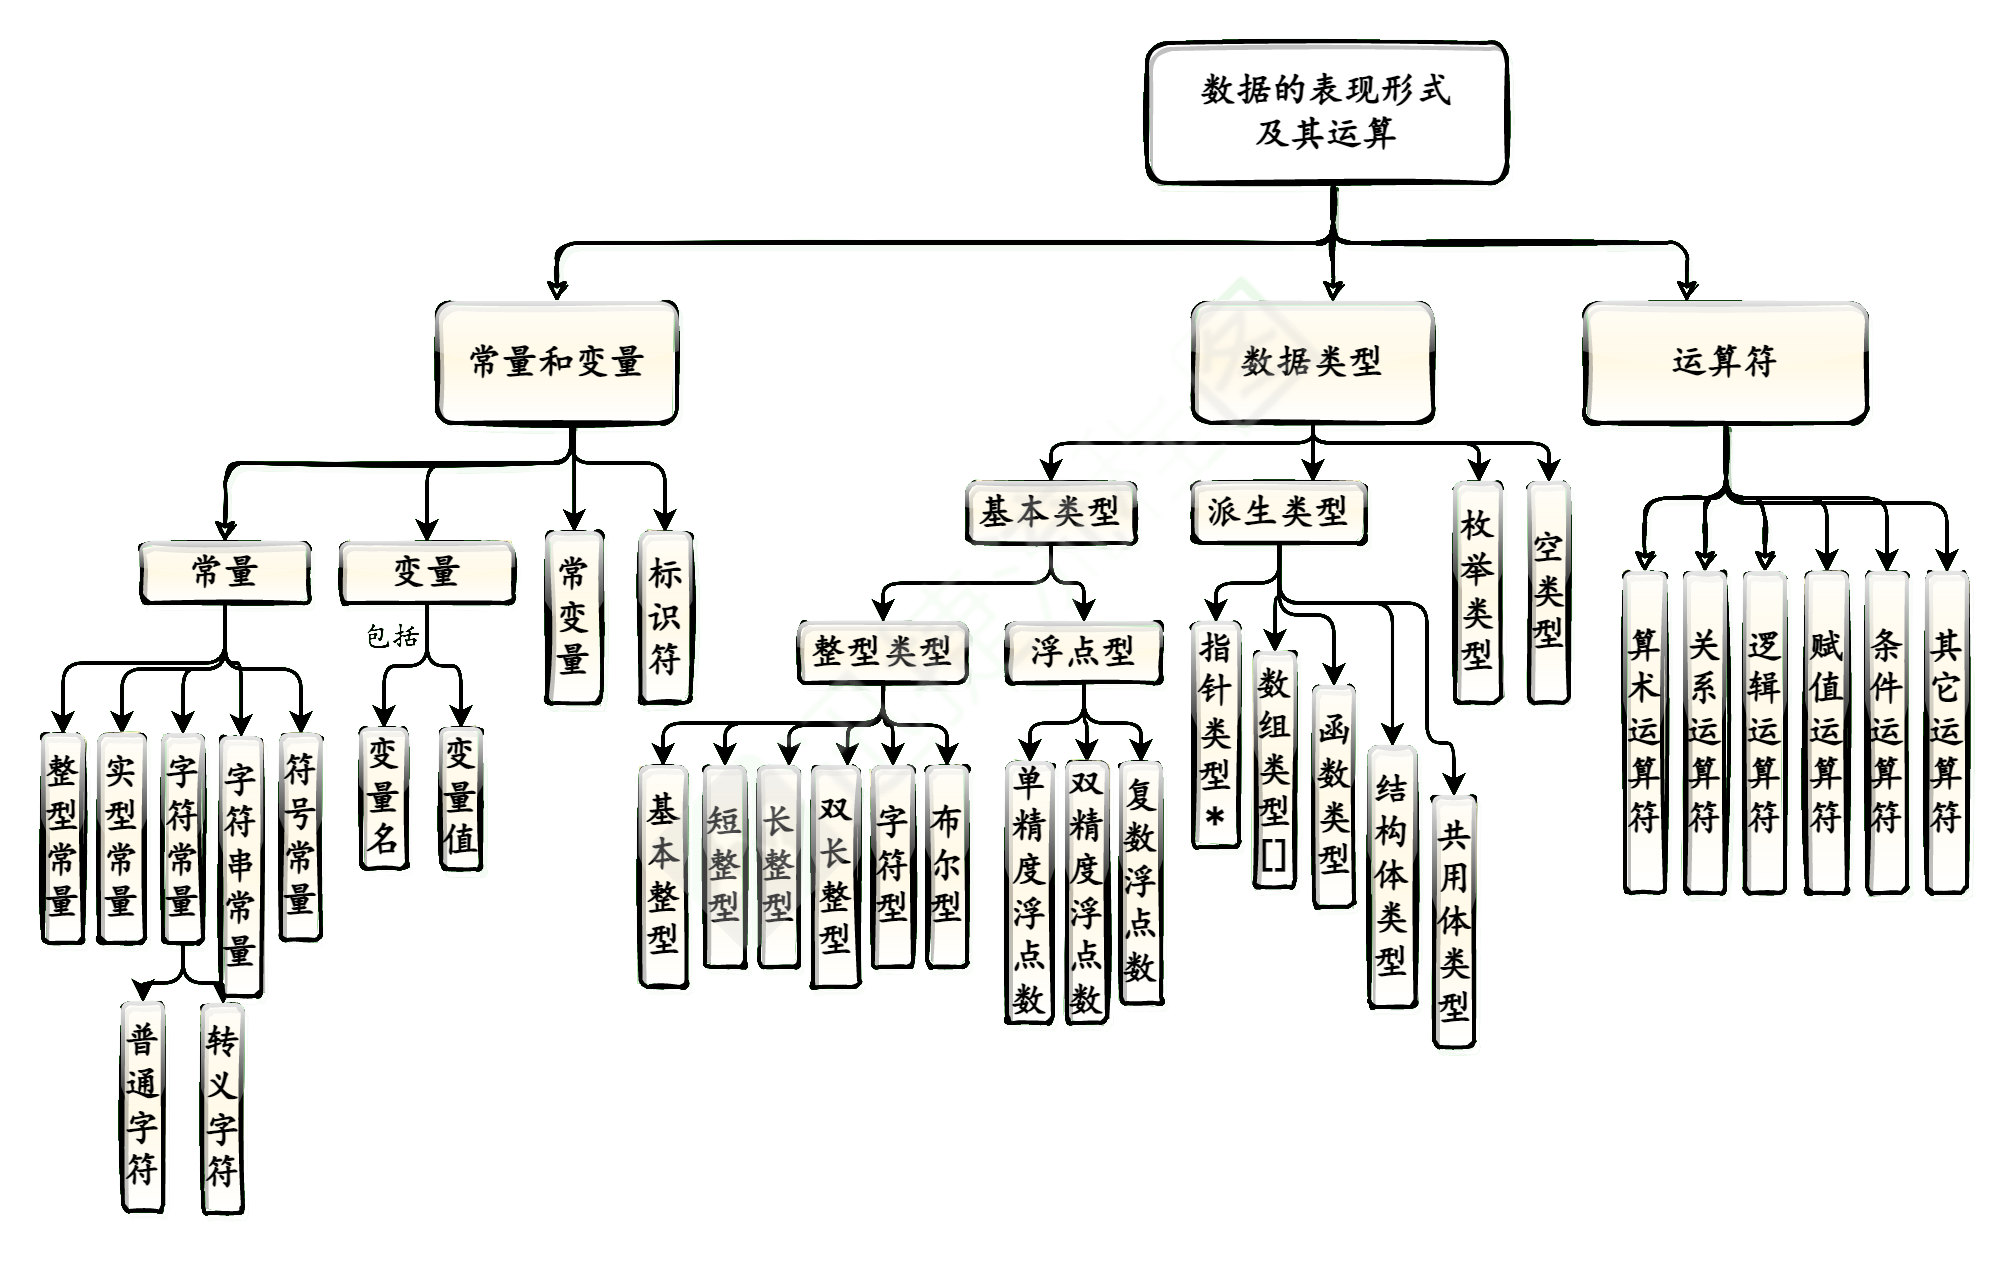 数据的表现形式
及其运算
常量和变量
数据类型
运算符
基本类型
派生类型
枚举类型
空类型
常量
变量
常变量
标识符
包括
整型类型
浮点型
指针类型*
数组类型[]
函数类型
结构体类型
共用体类型
算术运算符
关系运算符
逻辑运算符
赋值运算符
条件运算符
其它运算符
整型常量
实型常量
字符常量
字符串常量
符号常量
变量名
变量值
基本整型
短整型
长整型
双长整型
字符型
布尔型
单精度浮点数
双精度浮点数
复数浮点数
普通字符
转义字符